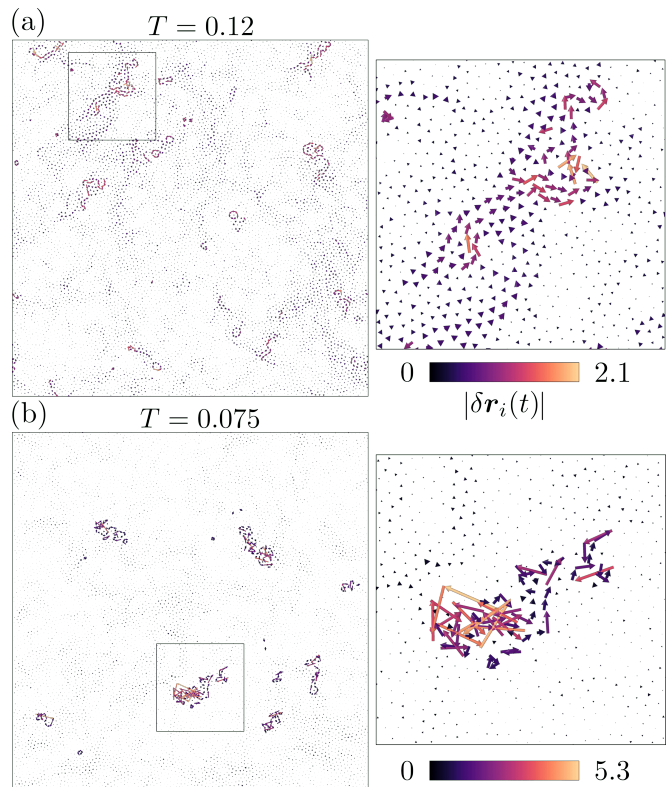 (a)
T = 0.12
0 2.1
|δr_i(t)|
(b)
T = 0.075
0 5.3